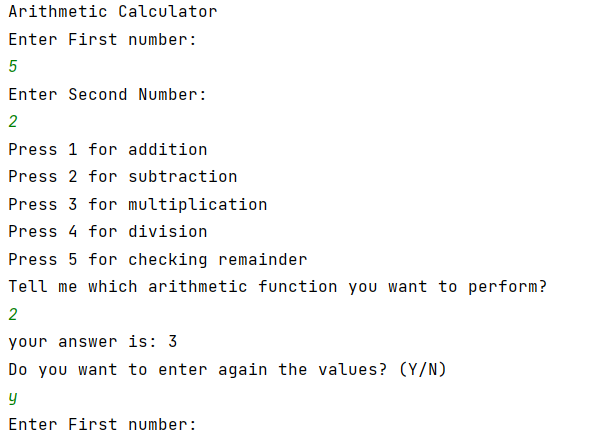 Arithmetic Calculator
Enter First number:
5
Enter Second Number:
2
Press 1 for addition
Press 2 for subtraction
Press 3 for multiplication
Press 4 for division
Press 5 for checking remainder
Tell me which arithmetic function you want to perform?
2
your answer is: 3
Do you want to enter again the values? (Y/N)
y
Enter First number: